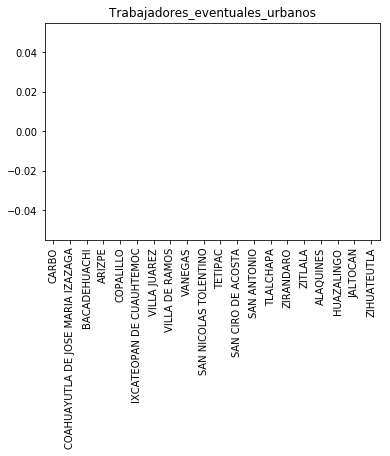 Trabajadores_eventuales_urbanos
0.04
0.02
0.00
−0.02
−0.04
CARBO
COAHUAYUTLA DE JOSE MARIA IZAZAGA
BACADEHUACHI
ARIZPE
COPALILLO
IXCATEOPAN DE CUAUHTEMOC
VILLA JUAREZ
VILLA DE RAMOS
VANEGAS
SAN NICOLAS TOLENTINO
TETIPAC
SAN CIRO DE ACOSTA
SAN ANTONIO
TLALCHAPA
ZIRANDARO
ZITLALA
ALAQUINES
HUAZALINGO
JALTOCAN
ZIHUATEUTLA